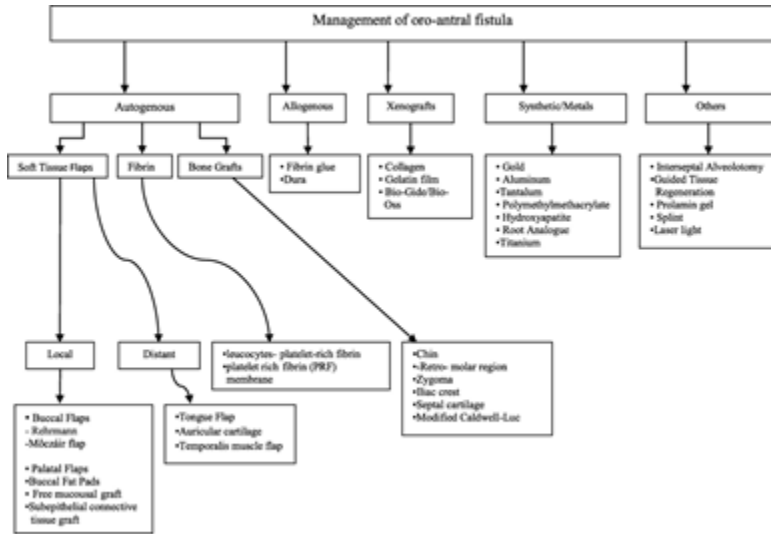 Management of oro-antral fistula
Autogenous
Allogenous
Xenografts
Synthetic/Metals
Others
Soft Tissue Flaps
Fibrin
Bone Grafts
• Fibrin glue
• Dura
• Collagen
• Gelatin film
• Bio-Gide/Bio-
Oss
• Gold
• Aluminum
•Tantalum
•Polymethylmethacrylate
• Hydroxyapatite
• Root Analogue
•Titanium
• Interseptal Alveolotomy
•Guided Tissue
Regeneration
• Prolamin gel
• Splint
• Laser light
Local
Distant
•leucocytes- platelet-rich fibrin
•platelet rich fibrin (PRF)
membrane
• Chin
• -Retro- molar region
• Zygoma
•Iliac crest
•Septal cartilage
•Modified Caldwell-Luc
• Buccal Flaps
- Rehrmann
-Môczáir flap
• Palatal Flaps
•Buccal Fat Pads
• Free mucousal graft
•Subepithelial connective
tissue graft
•Tongue Flap
•Auricular cartilage
•Temporalis muscle flap